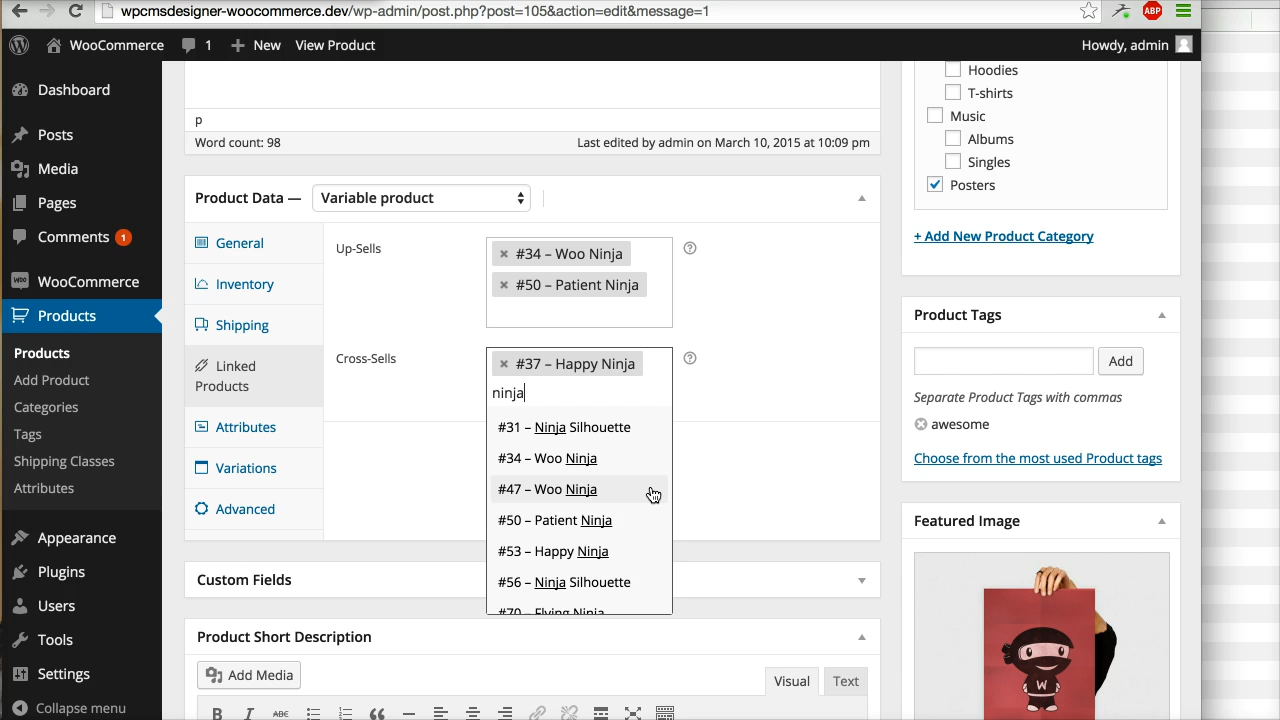 wpcmsdesigner-woocommerce.dev/wp-admin/post.php?post=105&action=edit&message=1
ABP
WooCommerce 1 New View Product Howdy, admin
Dashboard
Posts
Media
Pages
Comments 1
WooCommerce
Products
Products
Add Product
Categories
Tags
Shipping Classes
Attributes
Appearance
Plugins
Users
Tools
Settings
Collapse menu
p
Word count: 98 Last edited by admin on March 10, 2015 at 10:09 pm
Product Data — Variable product
General
Inventory
Shipping
Linked
Products
Attributes
Variations
Advanced
Up-Sells
× #34 – Woo Ninja
× #50 – Patient Ninja
Cross-Sells
× #37 – Happy Ninja
ninja
#31 – Ninja Silhouette
#34 – Woo Ninja
#47 – Woo Ninja
#50 – Patient Ninja
#53 – Happy Ninja
#56 – Ninja Silhouette
#70 – Flying Ninja
Custom Fields
Product Short Description
Add Media
Visual Text
B I ABC
Hoodies
T-shirts
Music
Albums
Singles
Posters
+ Add New Product Category
Product Tags
Add
Separate Product Tags with commas
awesome
Choose from the most used Product tags
Featured Image
W